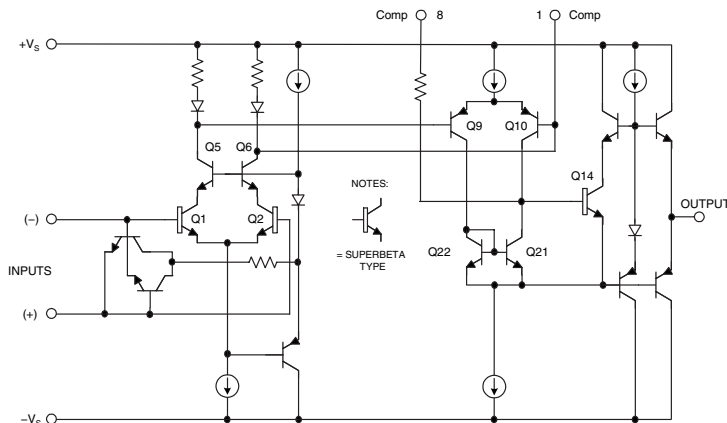 Comp 8 1 Comp
+VS
Q9 Q10
Q5 Q6
NOTES:
Q14
(−) Q1 Q2
OUTPUT
= SUPERBETA
TYPE
Q22 Q21
INPUTS
(+)
−VS